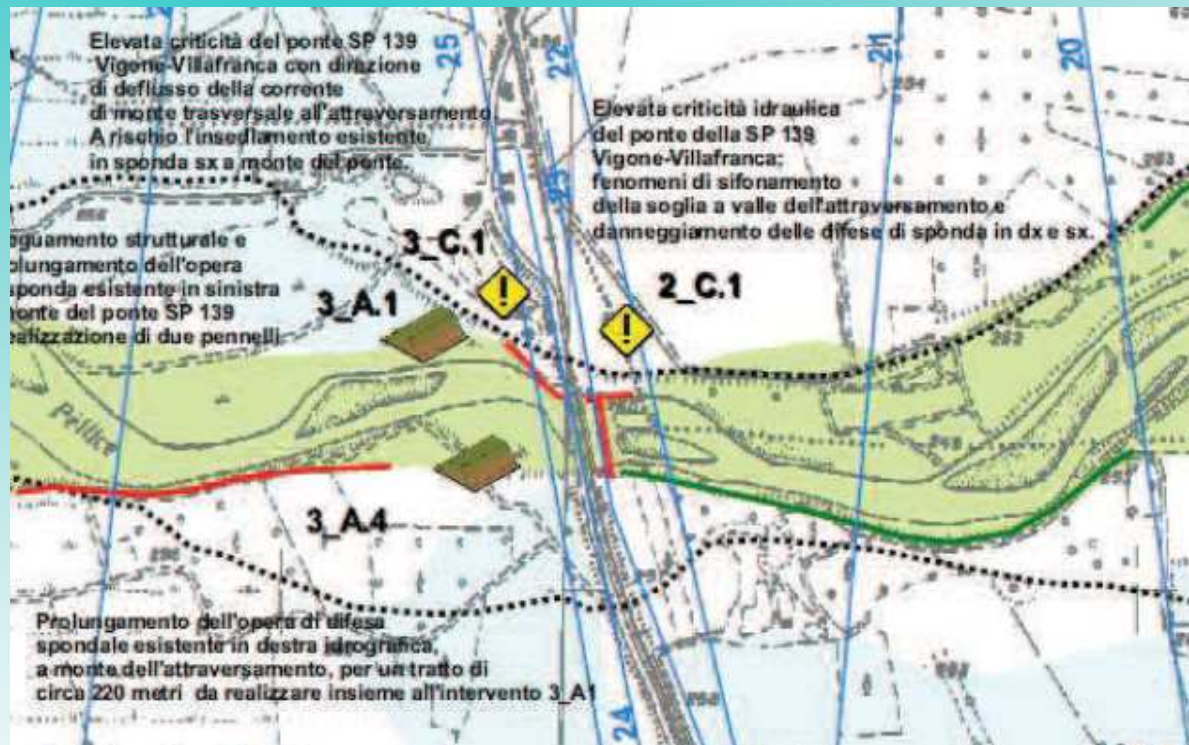 Elevata criticità del ponte SP 139
Vigone-Villafranca con direzione
di deflusso della corrente
di monte trasversale all'attraversamento.
A rischio l'insediamento esistente
in sponda sx a monte del ponte.
25
22
21
20
Elevata criticità idraulica
del ponte della SP 139
Vigone-Villafranca:
fenomeni di sifonamento
della soglia a valle dell'attraversamento e
danneggiamento delle difese di sponda in dx e sx.
23
eguamento strutturale e
olungamento dell'opera
sponda esistente in sinistra
monte del ponte SP 139
ealizzazione di due pennelli
3_C.1
2_C.1
3_A.1
Pellice
3_A.4
Prolungamento dell'opera di difesa
spondale esistente in destra idrografica,
a monte dell'attraversamento, per un tratto di
circa 220 metri da realizzare insieme all'intervento 3_A1
24